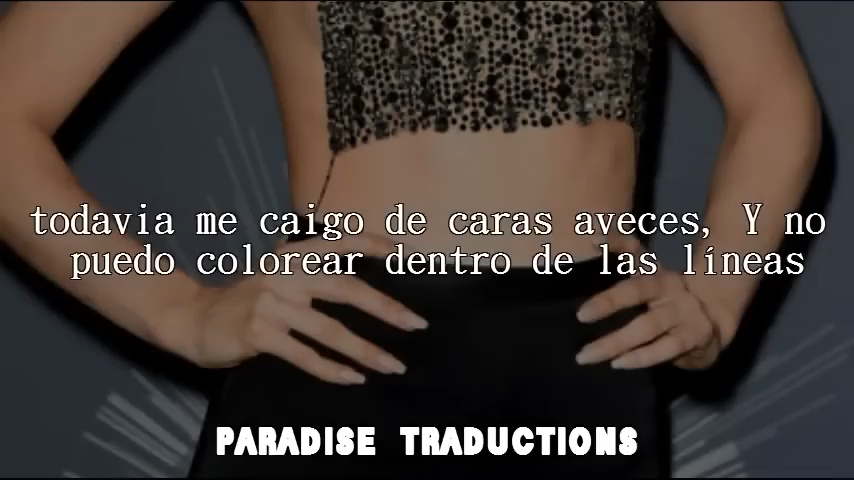 todavia me caigo de caras aveces, Y no
puedo colorear dentro de las líneas
PARADISE TRADUCTIONS